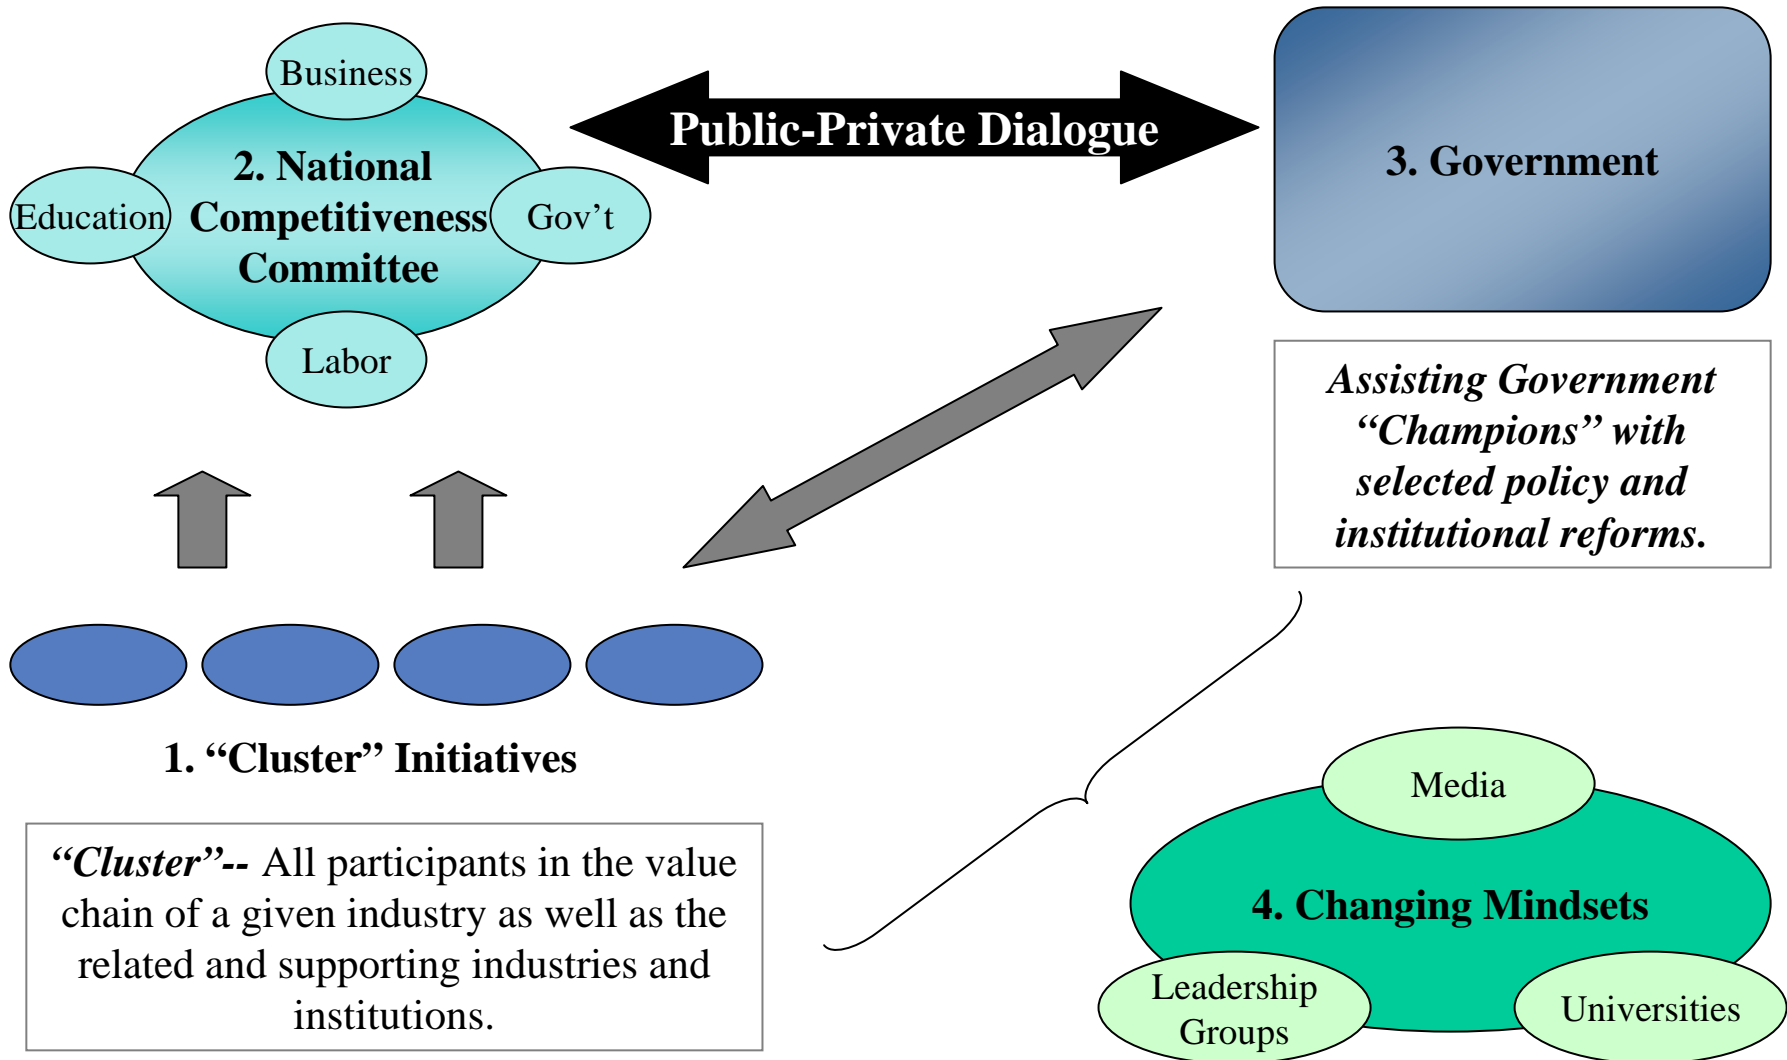 Business
2. National
Competitiveness
Committee
Education
Gov’t
Labor
Public-Private Dialogue
3. Government
Assisting Government
“Champions” with
selected policy and
institutional reforms.
1. “Cluster” Initiatives
“Cluster”-- All participants in the value
chain of a given industry as well as the
related and supporting industries and
institutions.
Media
4. Changing Mindsets
Leadership
Groups
Universities